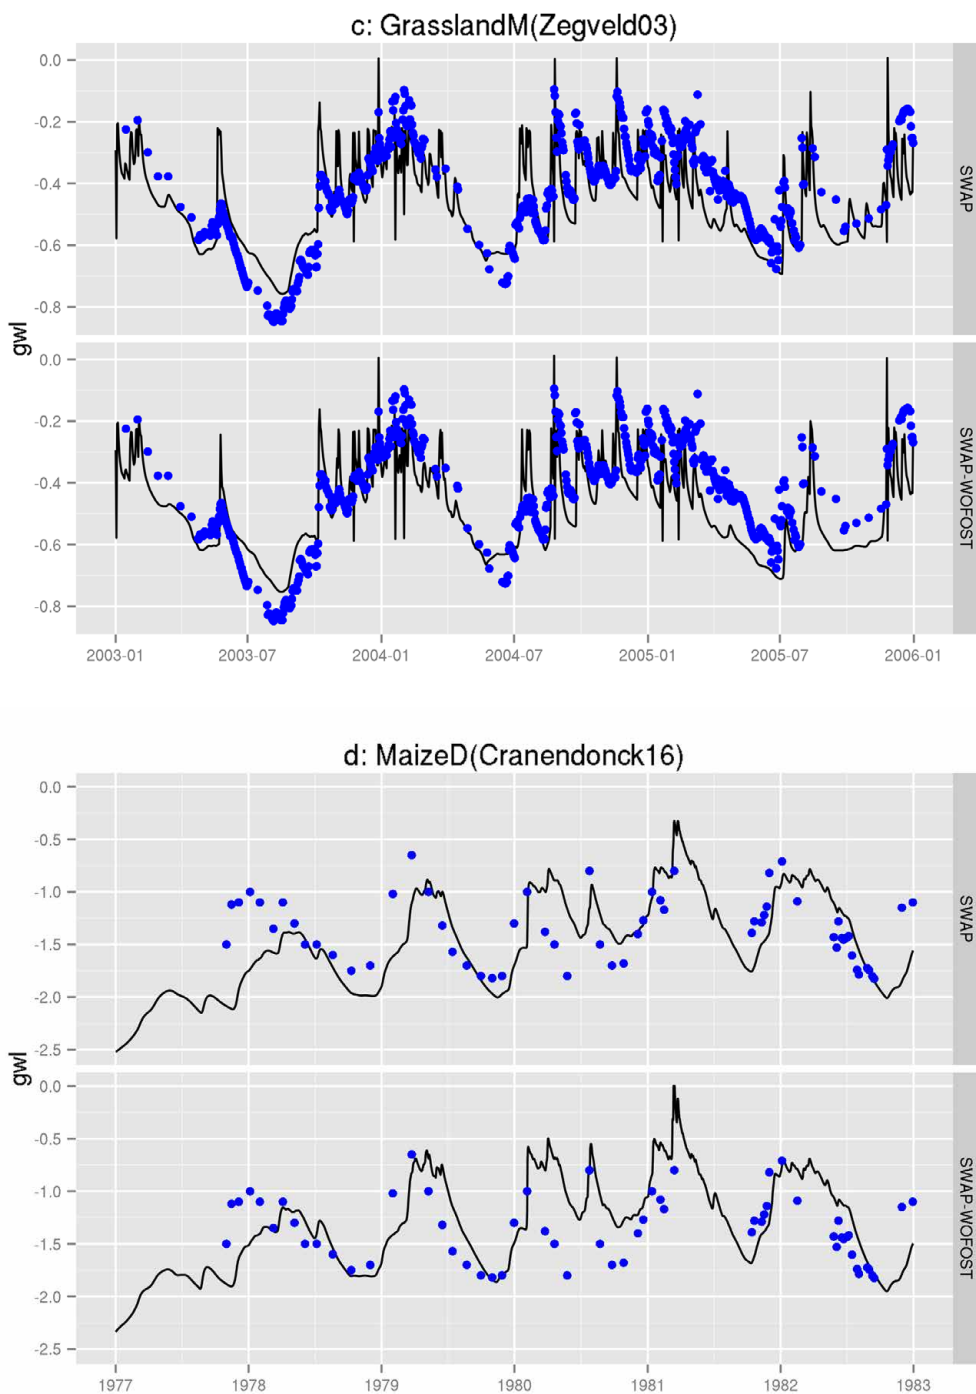 c: GrasslandM(Zegveld03)
0.0
-0.2
-0.4
-0.6
-0.8
SWAP
gwl
0.0
-0.2
-0.4
-0.6
-0.8
SWAP-WOFOST
2003-01 2003-07 2004-01 2004-07 2005-01 2005-07 2006-01
d: MaizeD(Cranendonck16)
0.0
-0.5
-1.0
-1.5
-2.0
-2.5
SWAP
gwl
0.0
-0.5
-1.0
-1.5
-2.0
-2.5
SWAP-WOFOST
1977 1978 1979 1980 1981 1982 1983